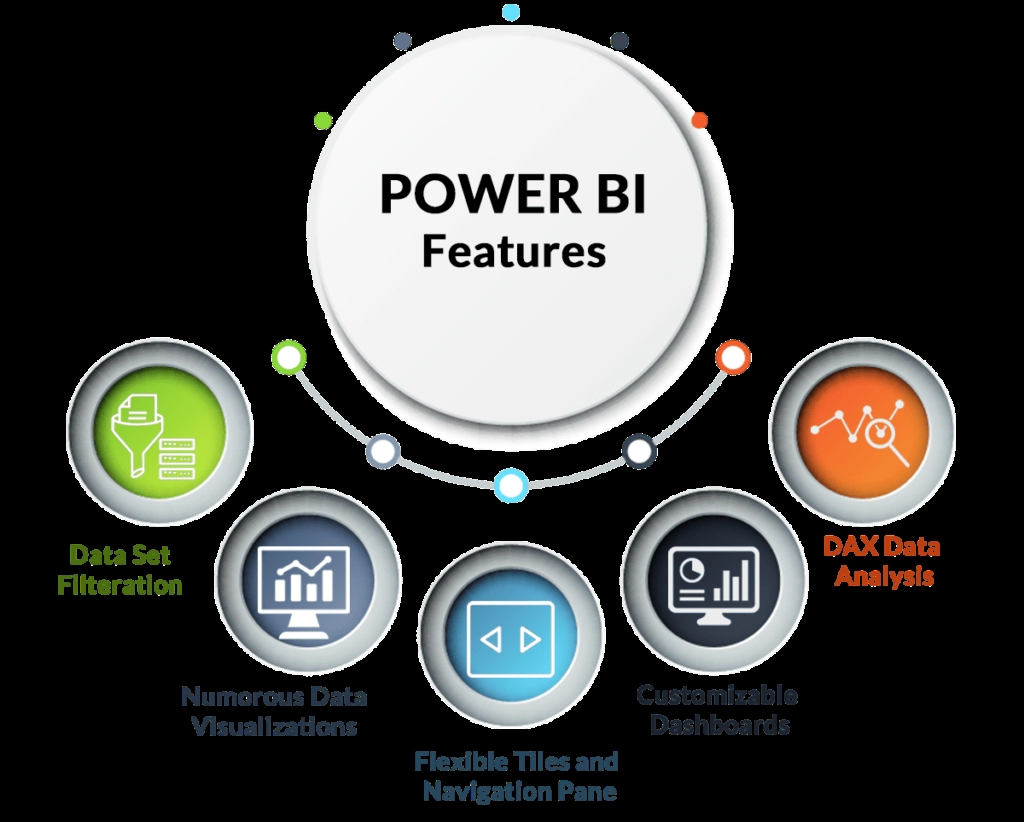 POWER BI
Features
Data Set
Filteration
Numorous Data
Visualizations
Flexible Tiles and
Navigation Pane
Customizable
Dashboards
DAX Data
Analysis